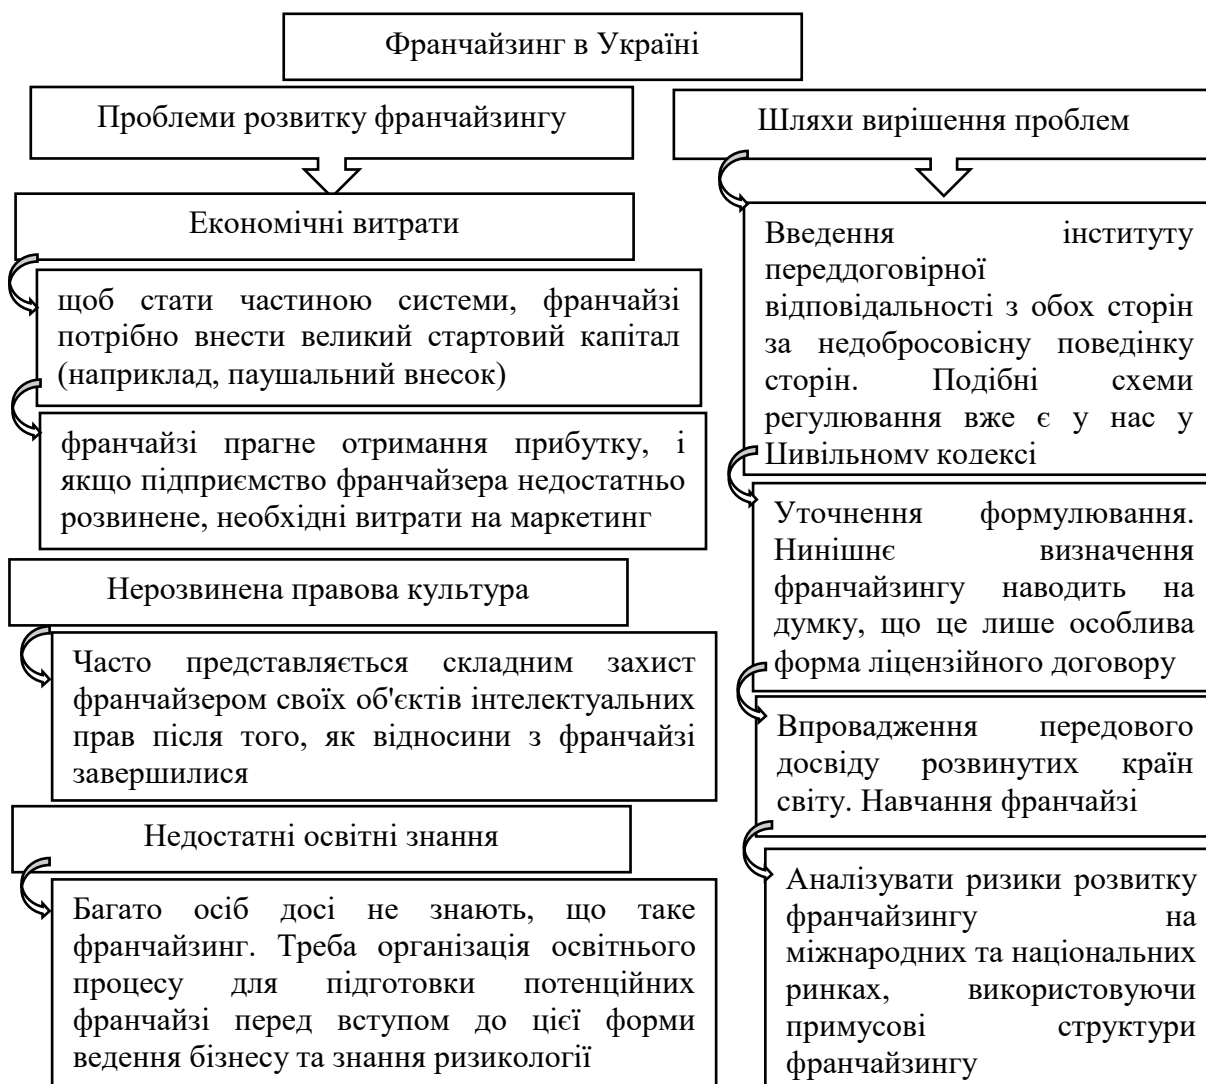 Франчайзинг в Україні
Проблеми розвитку франчайзингу
Економічні витрати
щоб стати частиною системи, франчайзі
потрібно внести великий стартовий капітал
(наприклад, паушальний внесок)
франчайзі прагне отримання прибутку, і
якщо підприємство франчайзера недостатньо
розвинене, необхідні витрати на маркетинг
Нерозвинена правова культура
Часто представляється складним захист
франчайзером своїх об'єктів інтелектуальних
прав після того, як відносини з франчайзі
завершилися
Недостатні освітні знання
Багато осіб досі не знають, що таке
франчайзинг. Треба організація освітнього
процесу для підготовки потенційних
франчайзі перед вступом до цієї форми
ведення бізнесу та знання ризикології
Шляхи вирішення проблем
Введення інституту
переддоговірної
відповідальності з обох сторін
за недобросовісну поведінку
сторін. Подібні схеми
регулювання вже є у нас у
Цивільному кодексі
Уточнення формулювання.
Нинішнє визначення
франчайзингу наводить на
думку, що це лише особлива
форма ліцензійного договору
Впровадження передового
досвіду розвинутих країн
світу. Навчання франчайзі
Аналізувати ризики розвитку
франчайзингу на
міжнародних та національних
ринках, використовуючи
примусові структури
франчайзингу